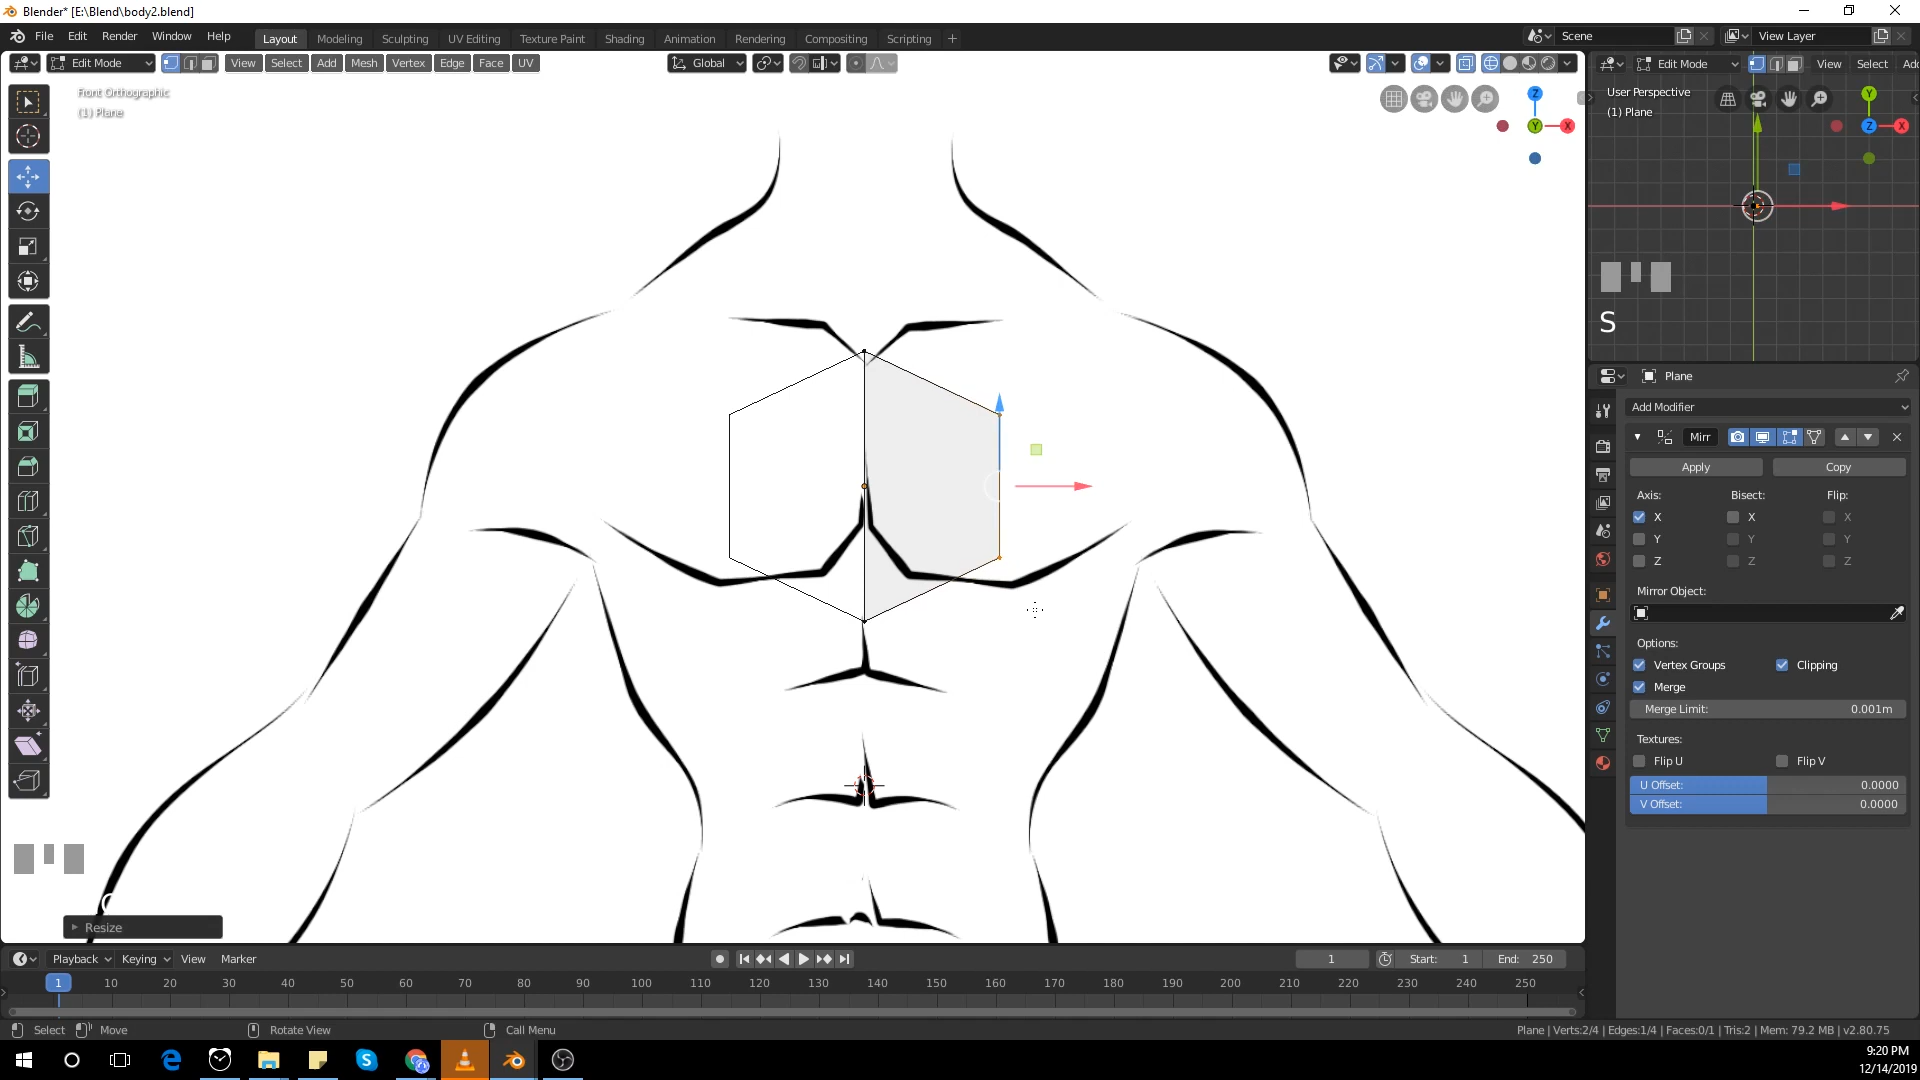 Blender* [E:\Blend\body2.blend]
File Edit Render Window Help Layout Modeling Sculpting UV Editing Texture Paint Shading Animation Rendering Compositing Scripting + Scene View Layer
Edit Mode View Select Add Mesh Vertex Edge Face UV Global Edit Mode View Select Ad
Front Orthographic
(1) Plane
Z
Y X
User Perspective
(1) Plane
Y
Z X
S
Plane
Add Modifier
Mirr
Apply Copy
Axis: Bisect: Flip:
X X X
Y Y Y
Z Z Z
Mirror Object:
Options:
Vertex Groups Clipping
Merge
Merge Limit: 0.001m
Textures:
Flip U Flip V
U Offset: 0.0000
V Offset: 0.0000
Resize
Playback Keying View Marker 1 Start: 1 End: 250
1 10 20 30 40 50 60 70 80 90 100 110 120 130 140 150 160 170 180 190 200 210 220 230 240 250
Select Move Rotate View Call Menu Plane | Verts:2/4 | Edges:1/4 | Faces:0/1 | Tris:2 | Mem: 79.2 MB | v2.80.75
9:20 PM
12/14/2019